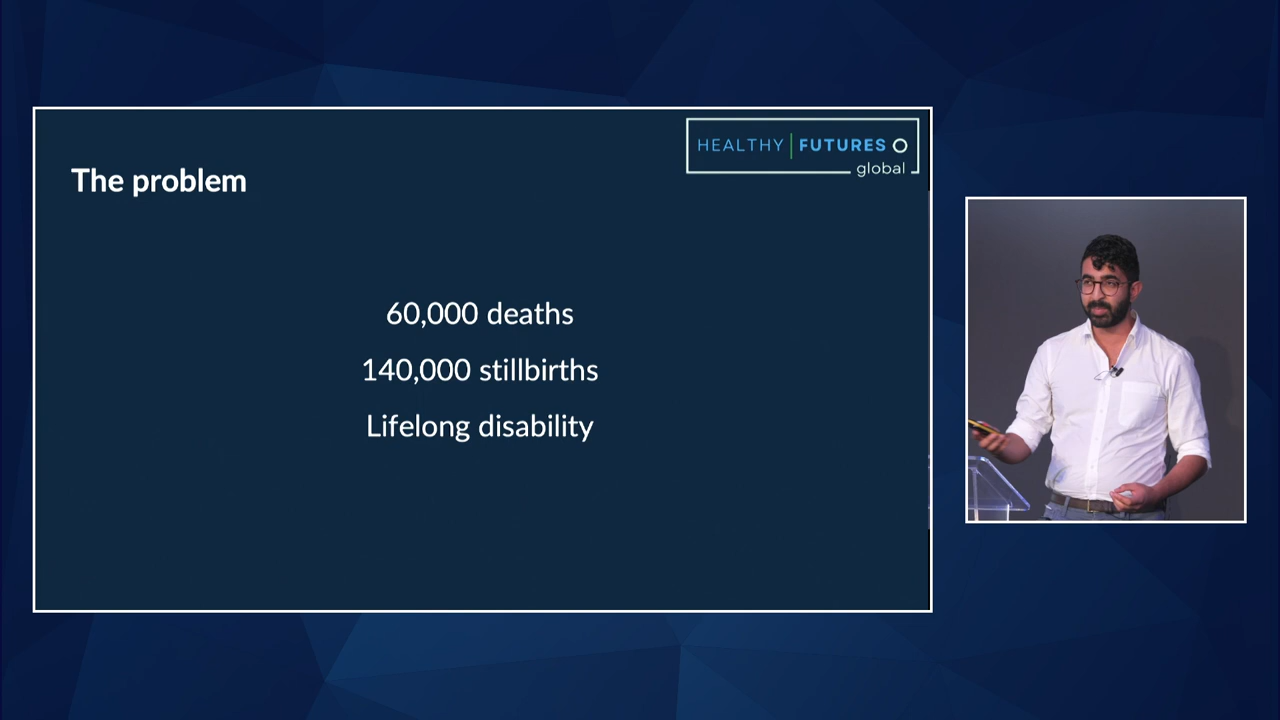 HEALTHY FUTURES
global
The problem
60,000 deaths
140,000 stillbirths
Lifelong disability